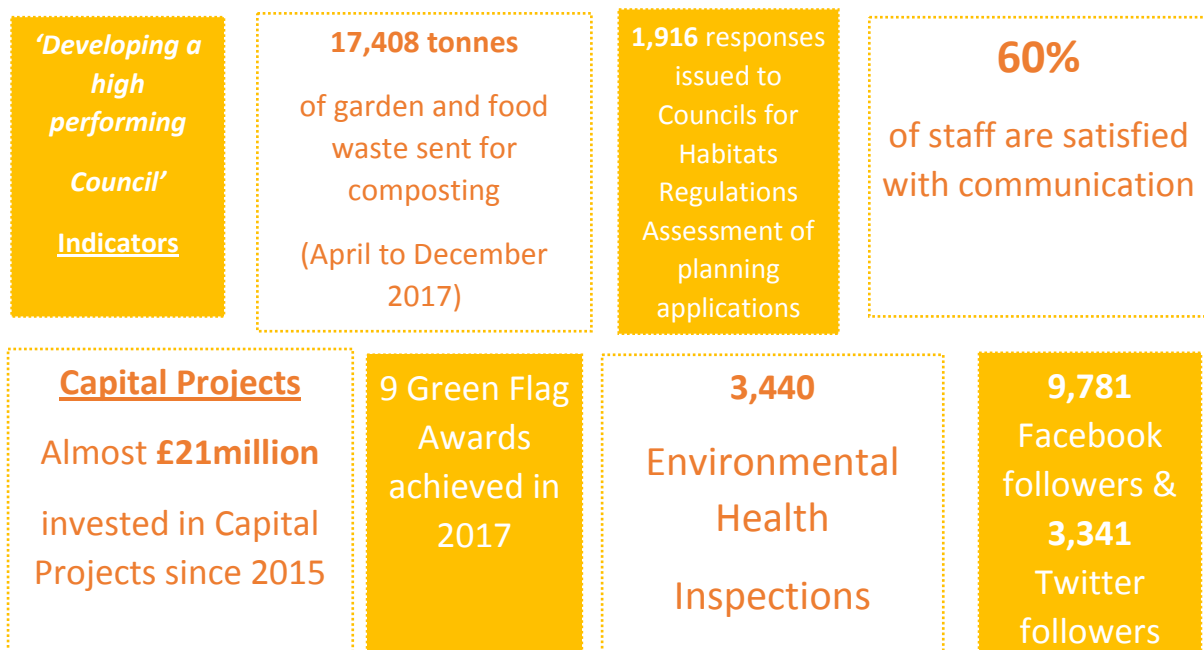 ‘Developing a
high
performing
Council’
Indicators
17,408 tonnes
of garden and food
waste sent for
composting
(April to December
2017)
1,916 responses
issued to
Councils for
Habitats
Regulations
Assessment of
planning
applications
60%
of staff are satisfied
with communication
Capital Projects
Almost £21million
invested in Capital
Projects since 2015
9 Green Flag
Awards
achieved in
2017
3,440
Environmental
Health
Inspections
9,781
Facebook
followers &
3,341
Twitter
followers